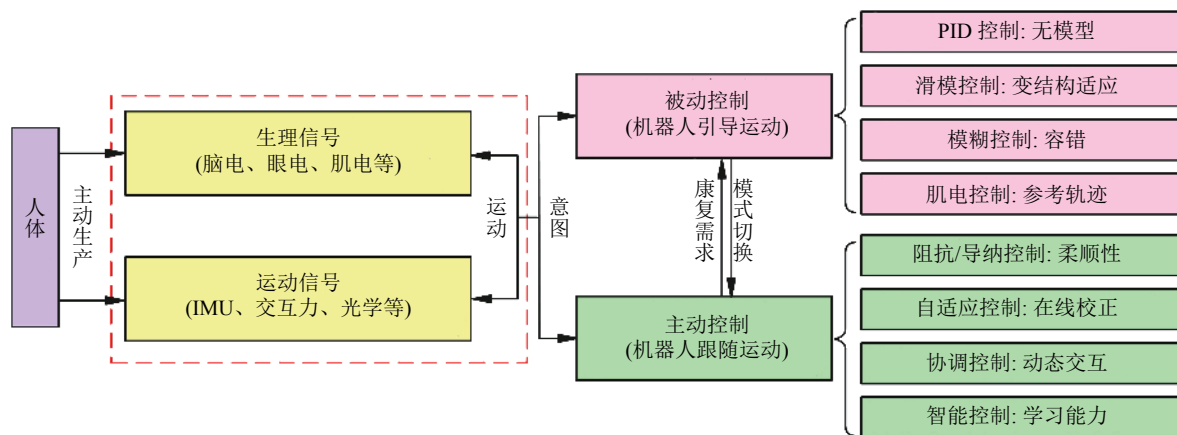 人体
主动生产
生理信号
(脑电、眼电、肌电等)
运动信号
(IMU、交互力、光学等)
运动
意图
被动控制
(机器人引导运动)
康复需求
模式切换
主动控制
(机器人跟随运动)
PID 控制: 无模型
滑模控制: 变结构适应
模糊控制: 容错
肌电控制: 参考轨迹
阻抗/导纳控制: 柔顺性
自适应控制: 在线校正
协调控制: 动态交互
智能控制: 学习能力